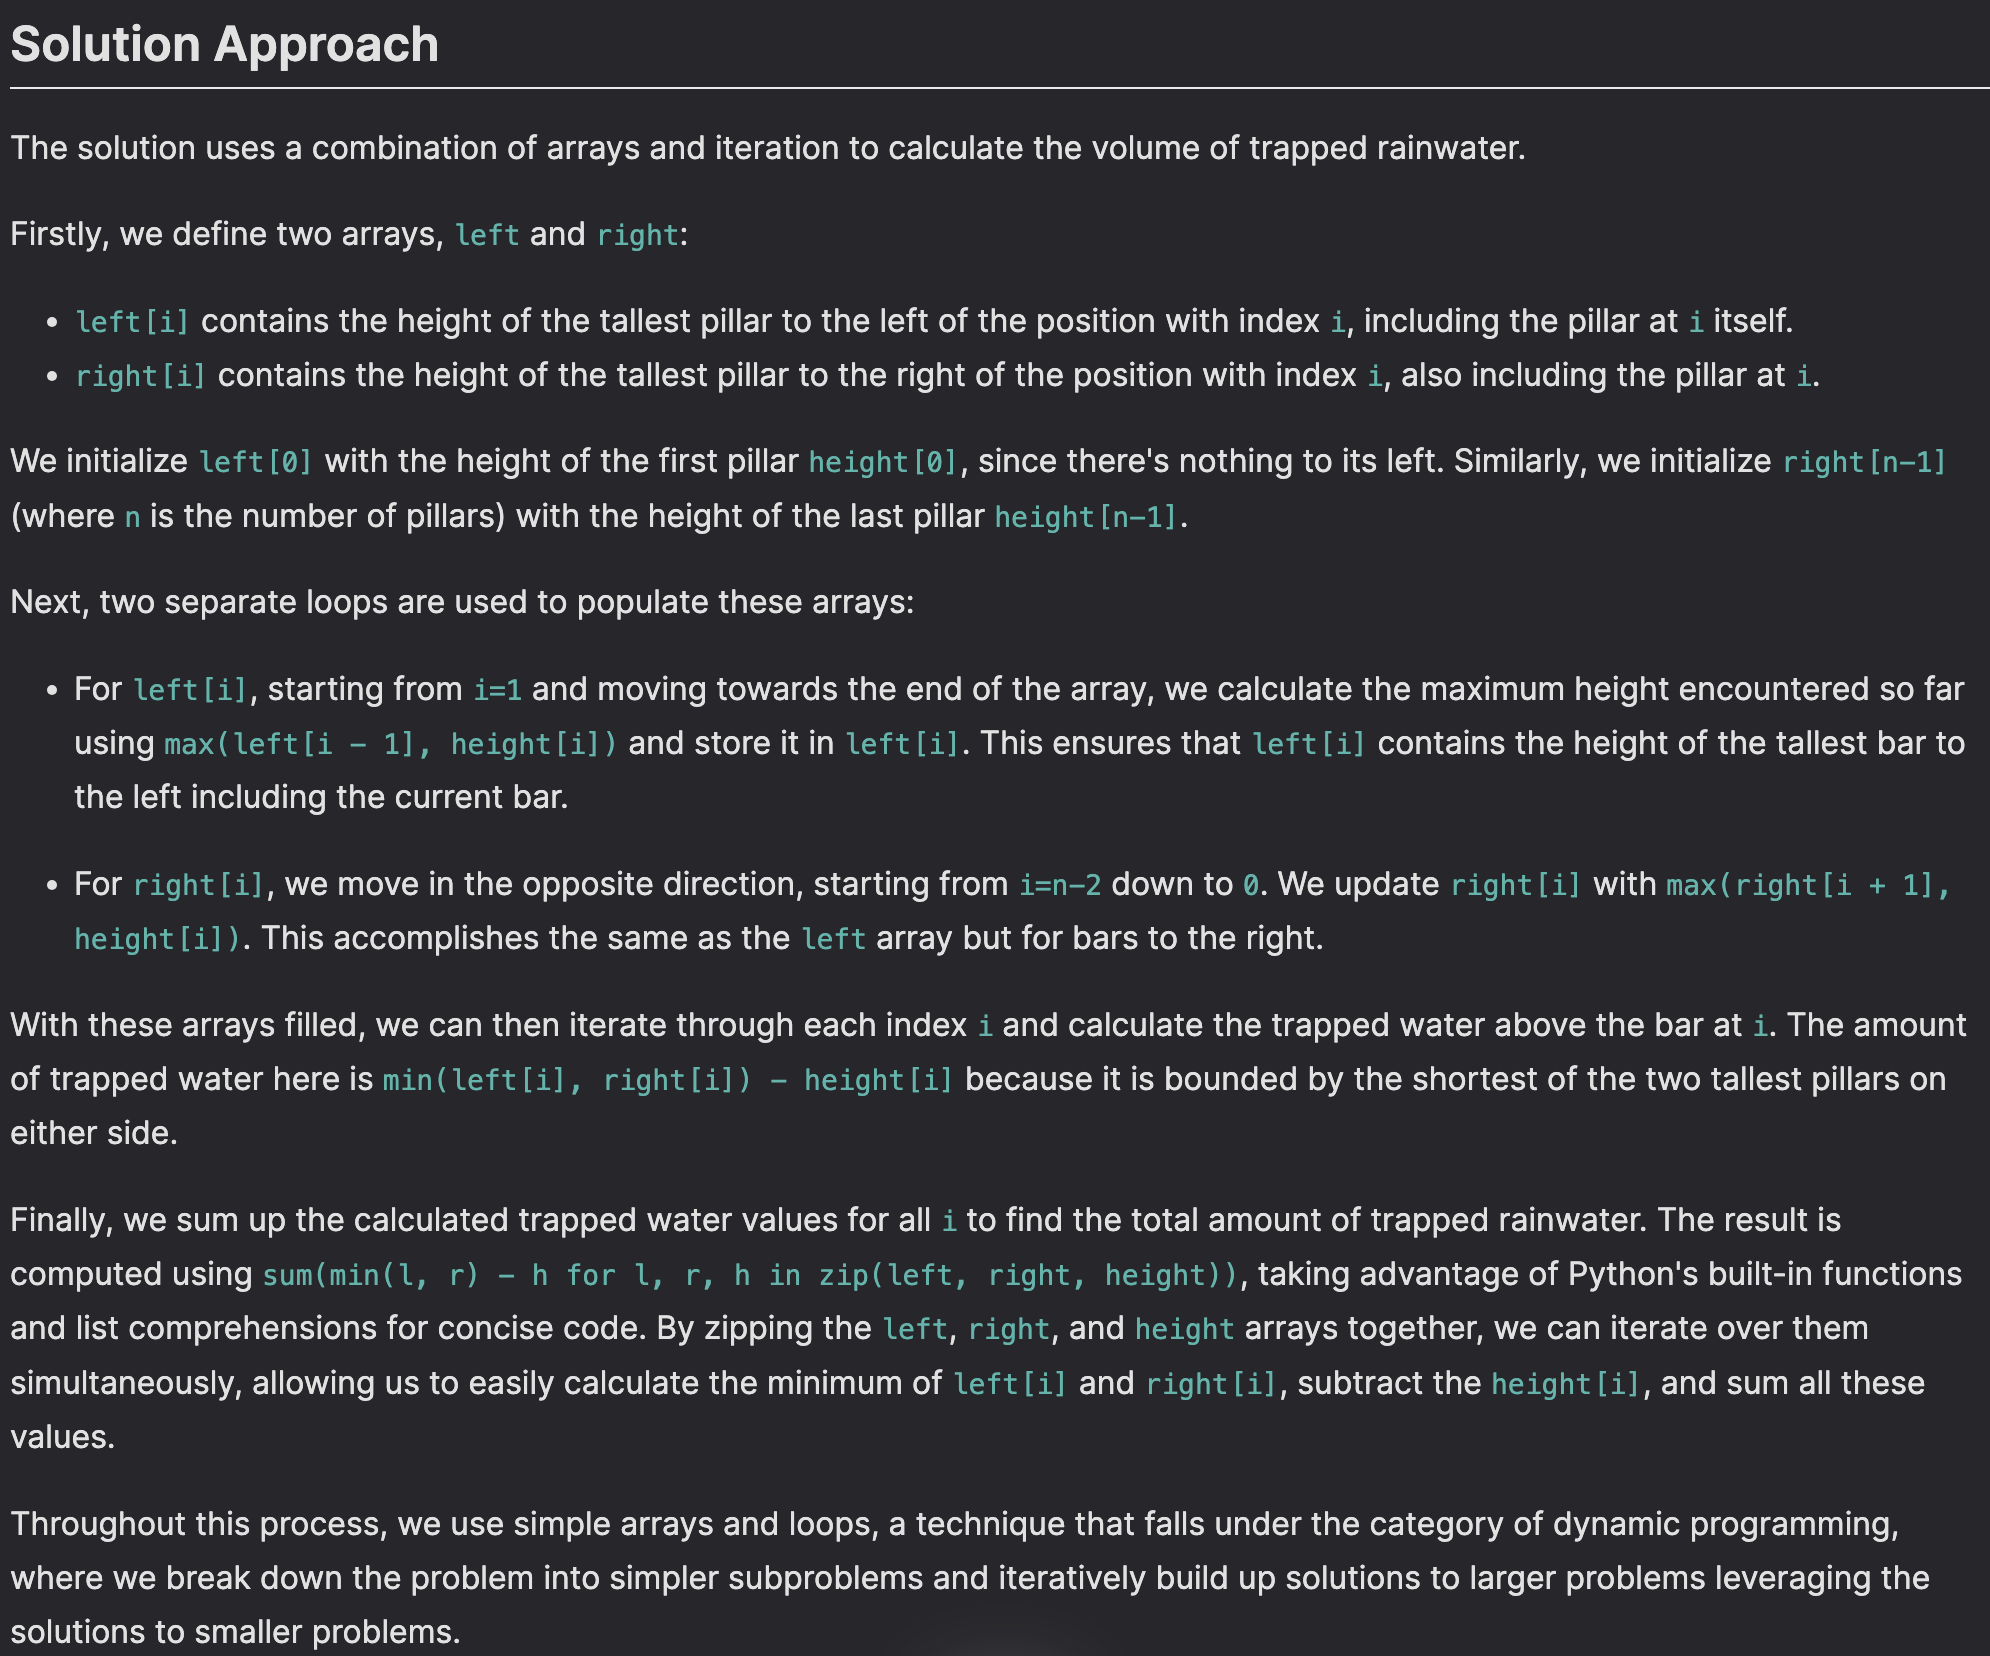 Solution Approach
The solution uses a combination of arrays and iteration to calculate the volume of trapped rainwater.
Firstly, we define two arrays, left and right:
• left[i] contains the height of the tallest pillar to the left of the position with index i, including the pillar at i itself.
• right[i] contains the height of the tallest pillar to the right of the position with index i, also including the pillar at i.
We initialize left[0] with the height of the first pillar height[0], since there's nothing to its left. Similarly, we initialize right[n-1]
(where n is the number of pillars) with the height of the last pillar height[n-1].
Next, two separate loops are used to populate these arrays:
• For left[i], starting from i=1 and moving towards the end of the array, we calculate the maximum height encountered so far
using max(left[i - 1], height[i]) and store it in left[i]. This ensures that left[i] contains the height of the tallest bar to
the left including the current bar.
• For right[i], we move in the opposite direction, starting from i=n-2 down to 0. We update right[i] with max(right[i + 1],
height[i]). This accomplishes the same as the left array but for bars to the right.
With these arrays filled, we can then iterate through each index i and calculate the trapped water above the bar at i. The amount
of trapped water here is min(left[i], right[i]) - height[i] because it is bounded by the shortest of the two tallest pillars on
either side.
Finally, we sum up the calculated trapped water values for all i to find the total amount of trapped rainwater. The result is
computed using sum(min(l, r) - h for l, r, h in zip(left, right, height)), taking advantage of Python's built-in functions
and list comprehensions for concise code. By zipping the left, right, and height arrays together, we can iterate over them
simultaneously, allowing us to easily calculate the minimum of left[i] and right[i], subtract the height[i], and sum all these
values.
Throughout this process, we use simple arrays and loops, a technique that falls under the category of dynamic programming,
where we break down the problem into simpler subproblems and iteratively build up solutions to larger problems leveraging the
solutions to smaller problems.